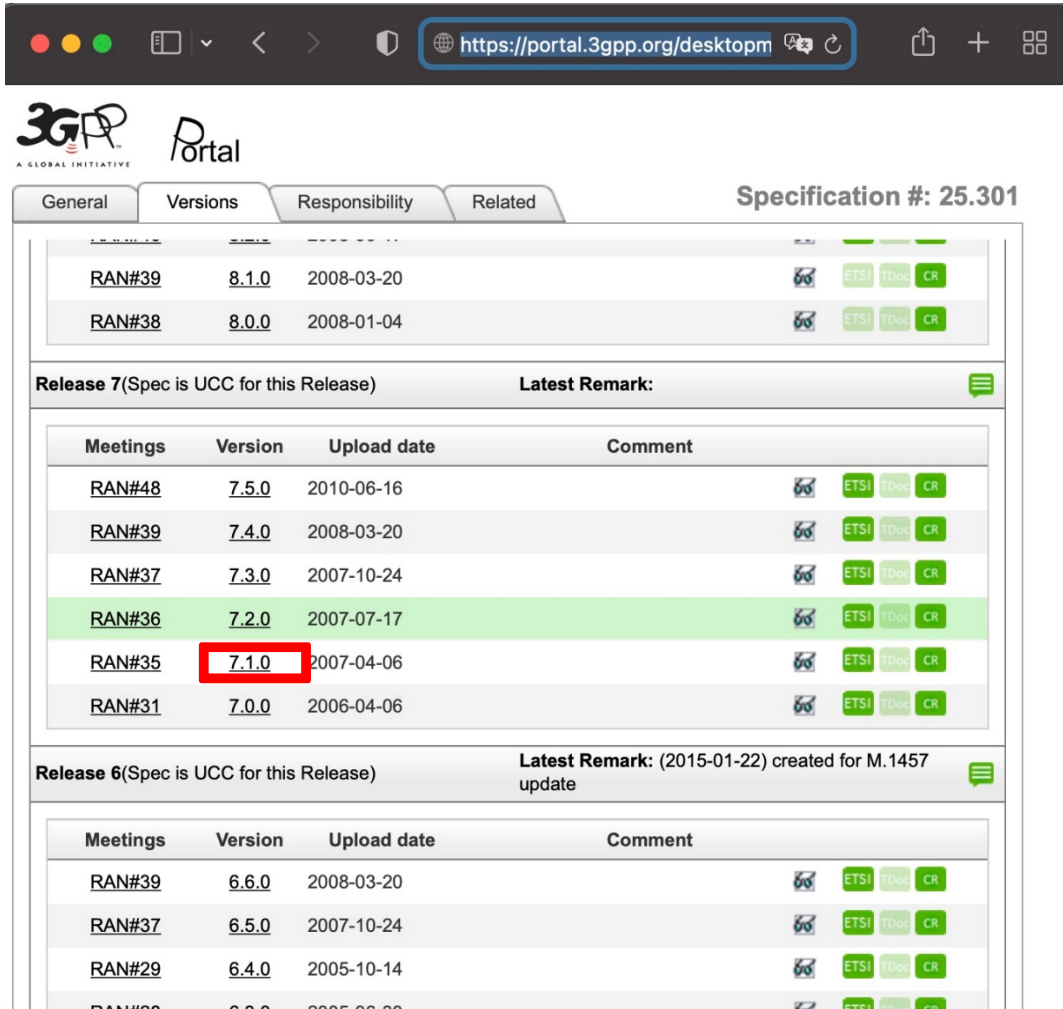 https://portal.3gpp.org/desktopm
3GPP
A GLOBAL INITIATIVE
Portal
General Versions Responsibility Related Specification #: 25.301
RAN#39 8.1.0 2008-03-20 ETSI TDoc CR
RAN#38 8.0.0 2008-01-04 ETSI TDoc CR
Release 7(Spec is UCC for this Release) Latest Remark:
Meetings Version Upload date Comment
RAN#48 7.5.0 2010-06-16 ETSI TDoc CR
RAN#39 7.4.0 2008-03-20 ETSI TDoc CR
RAN#37 7.3.0 2007-10-24 ETSI TDoc CR
RAN#36 7.2.0 2007-07-17 ETSI TDoc CR
RAN#35 7.1.0 2007-04-06 ETSI TDoc CR
RAN#31 7.0.0 2006-04-06 ETSI TDoc CR
Release 6(Spec is UCC for this Release) Latest Remark: (2015-01-22) created for M.1457
update
Meetings Version Upload date Comment
RAN#39 6.6.0 2008-03-20 ETSI TDoc CR
RAN#37 6.5.0 2007-10-24 ETSI TDoc CR
RAN#29 6.4.0 2005-10-14 ETSI TDoc CR